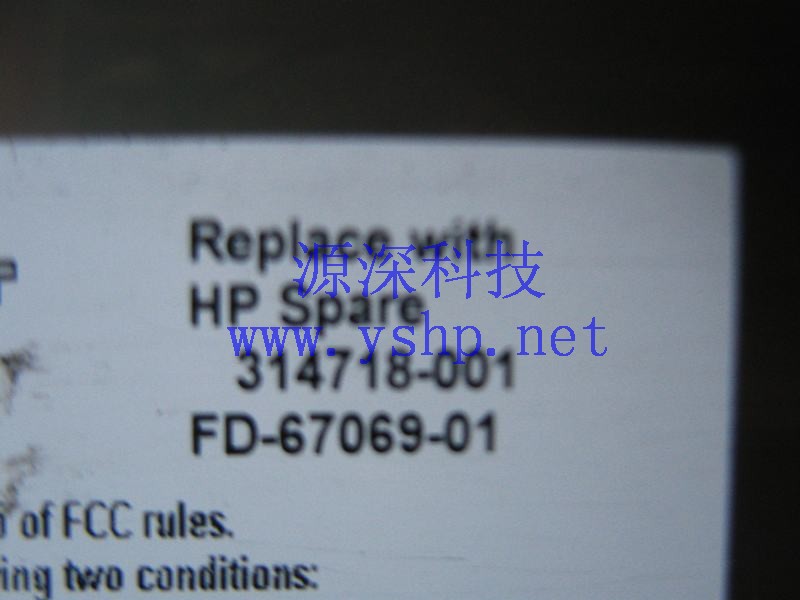 Replace with
源深科技
HP Spare
www.yshp.net
314718-001
FD-67069-01
of FCC rules.
two conditions: